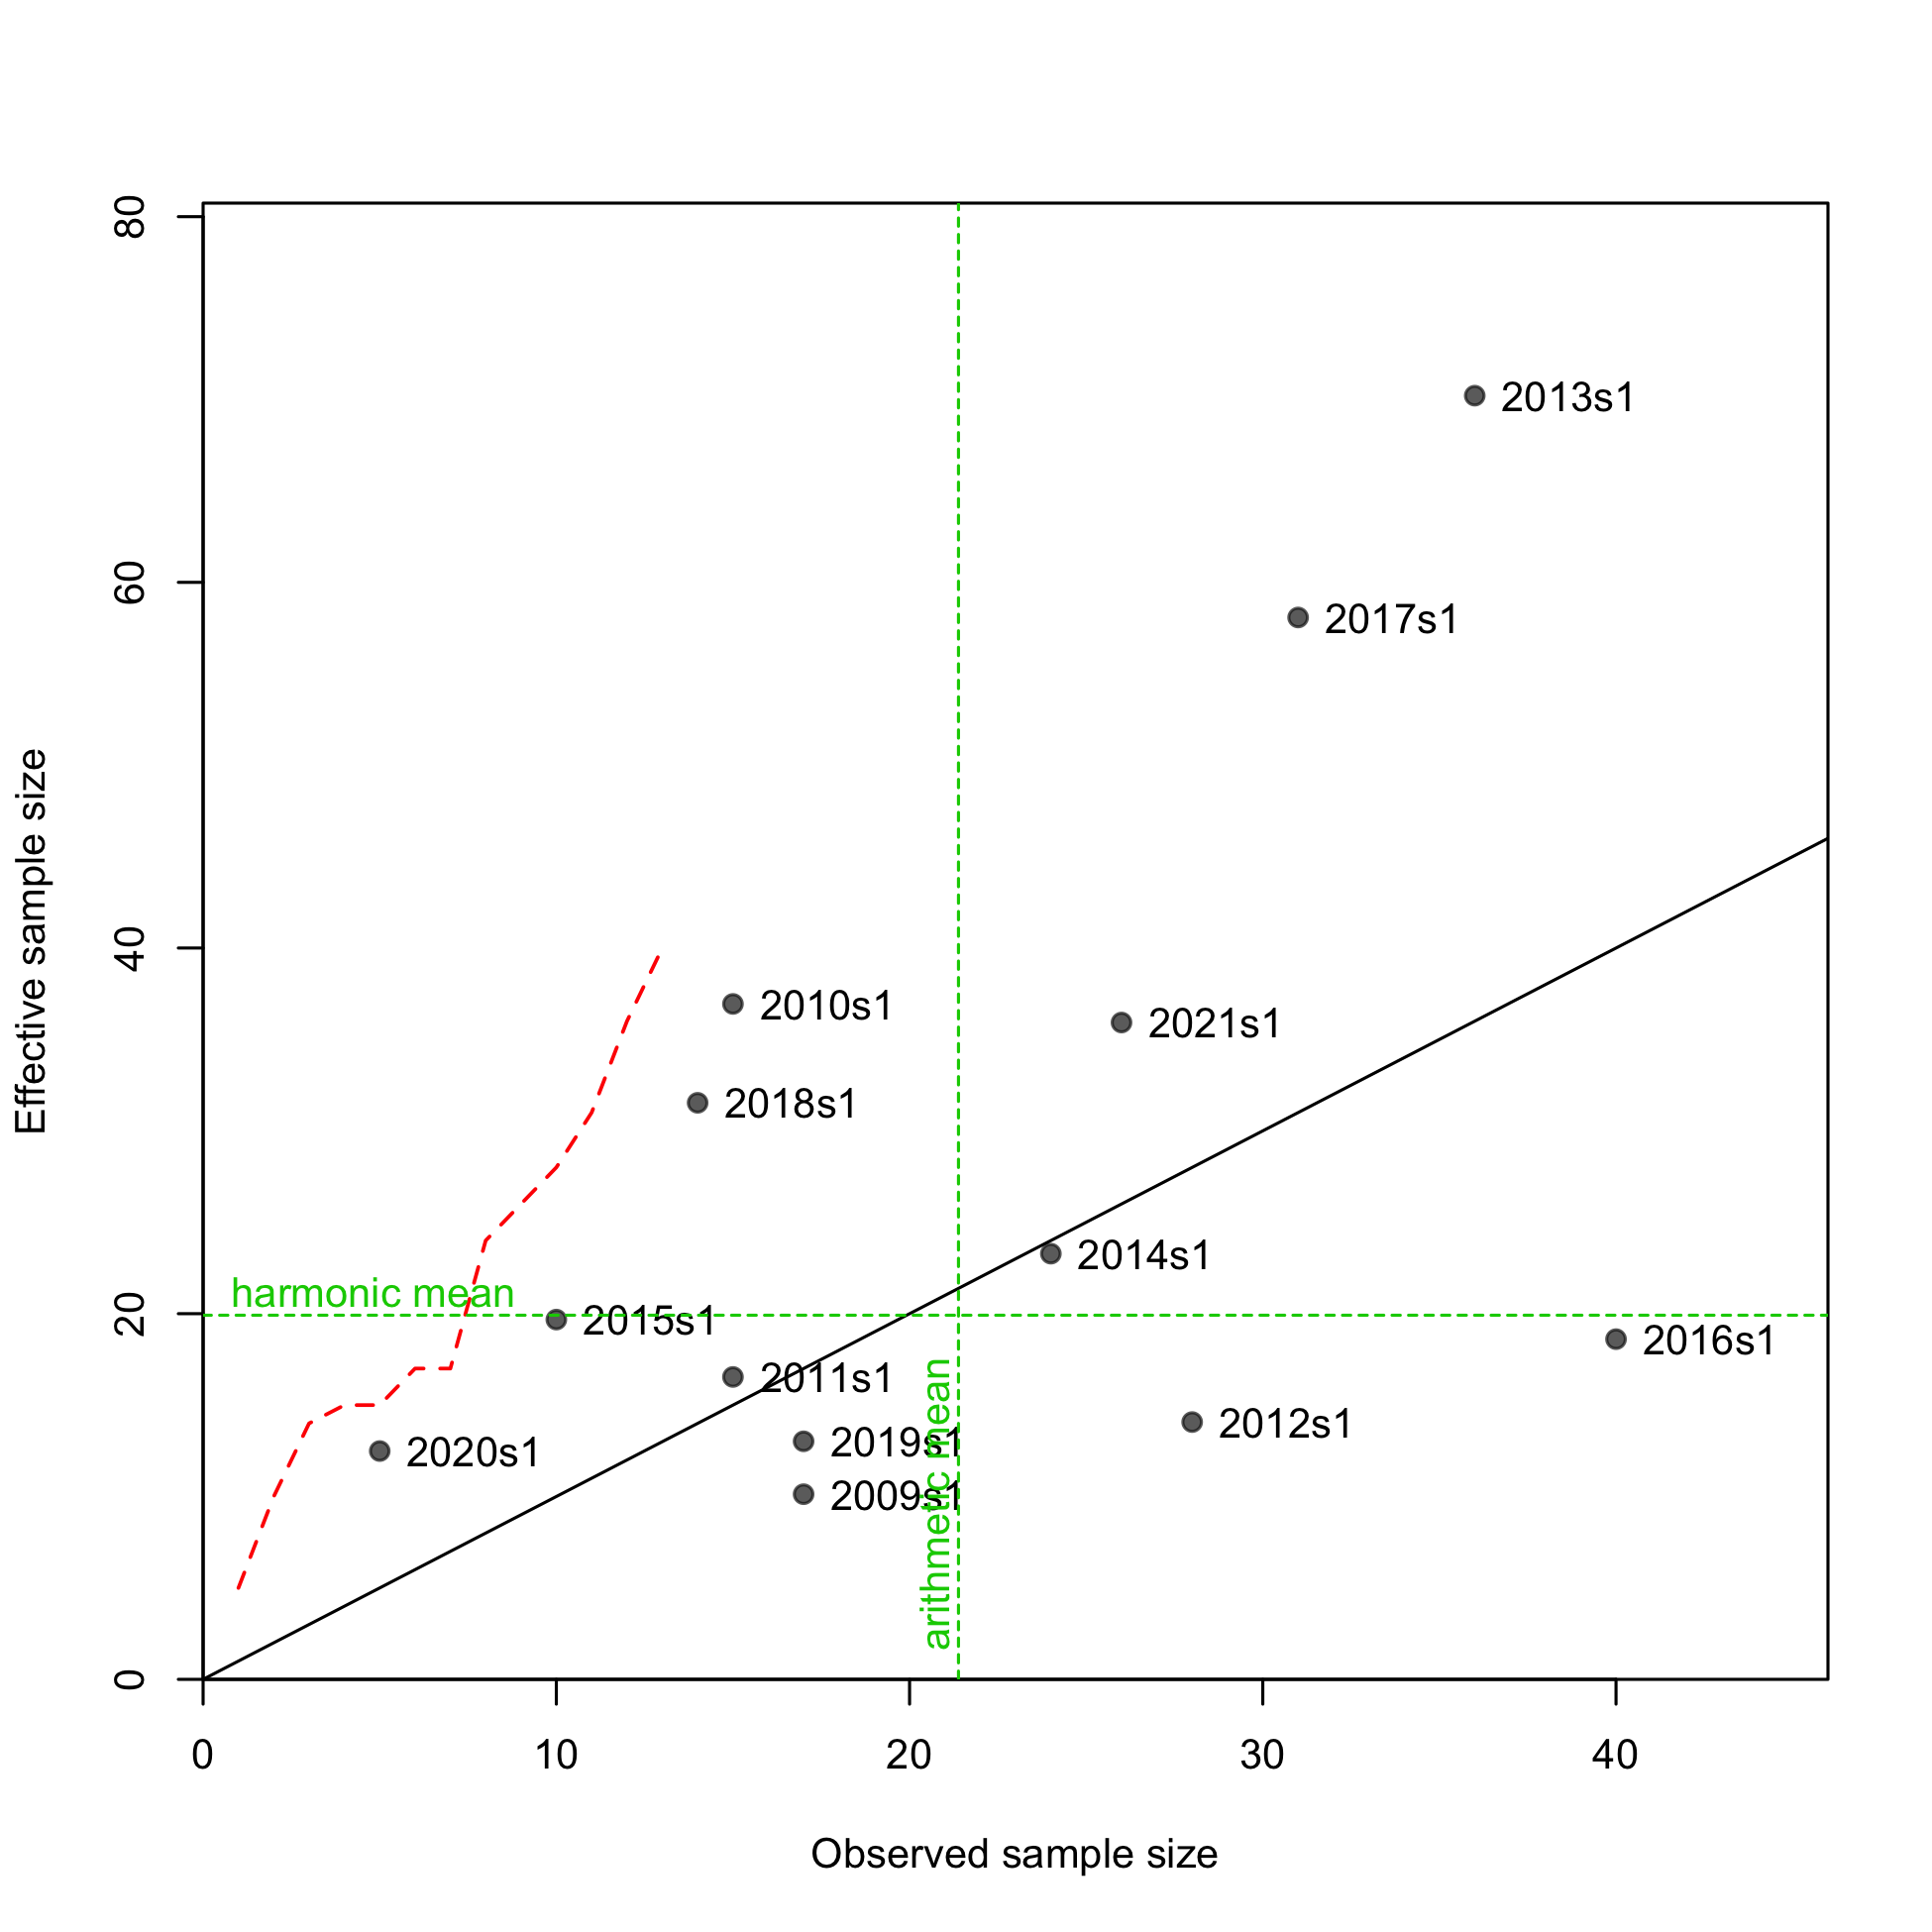 80
60
40
20
0
Effective sample size
2013s1
2017s1
2010s1
2021s1
2018s1
2014s1
harmonic mean
2015s1
2016s1
2011s1
2012s1
2019s1
2020s1
2009s1
arithmetic mean
0 10 20 30 40
Observed sample size